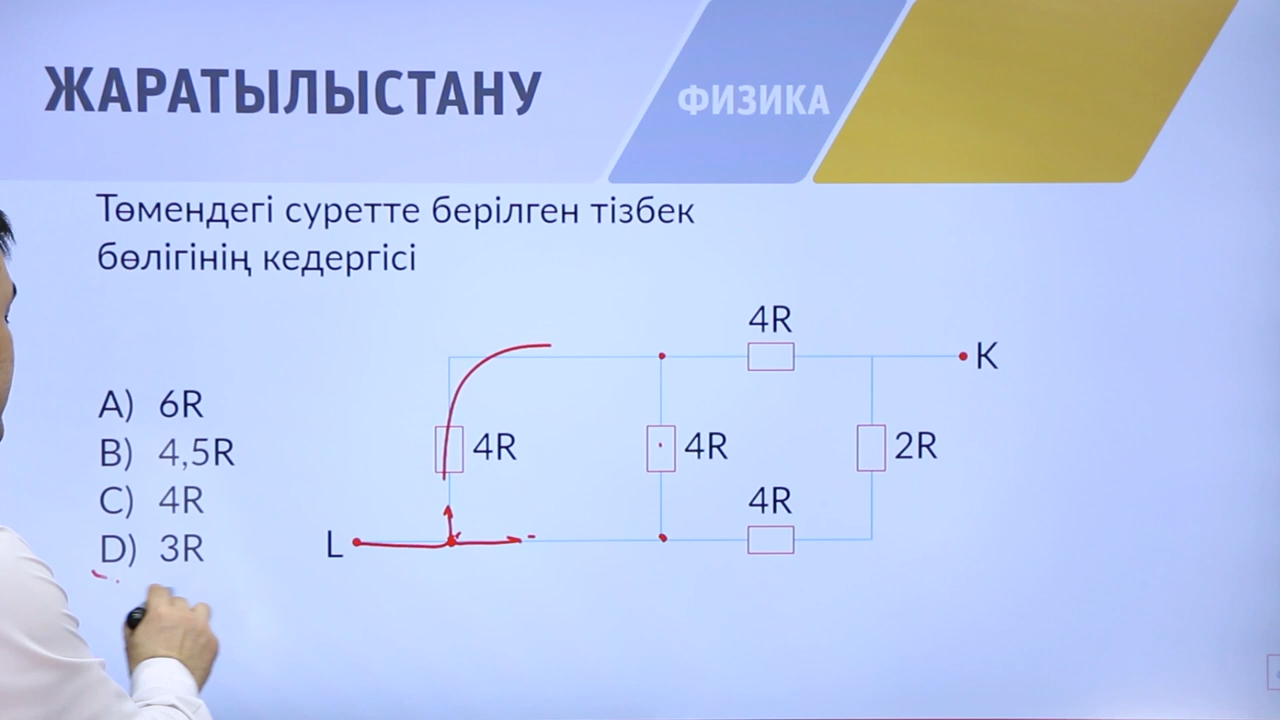 ЖАРАТЫЛЫСТАНУ
ФИЗИКА
Төмендегі суретте берілген тізбек
бөлігінің кедергісі
A) 6R
B) 4,5R
C) 4R
D) 3R
4R
K
4R
4R
2R
4R
L